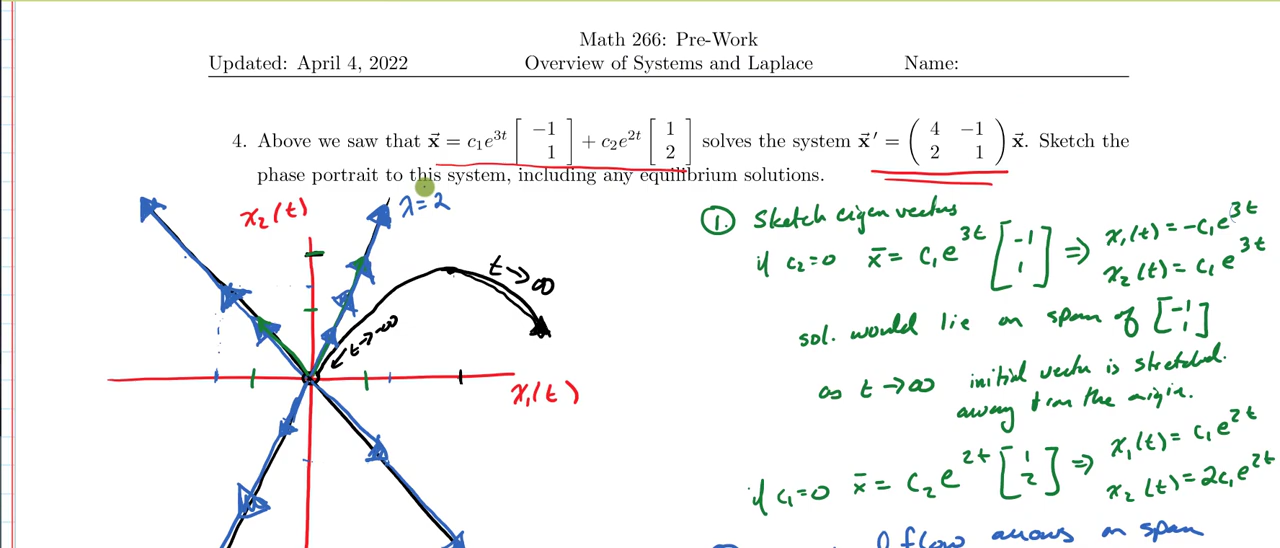 Math 266: Pre-Work
Updated: April 4, 2022 Overview of Systems and Laplace Name:
4. Above we saw that x⃗ = c₁e^{3t} [−1 1] + c₂e^{2t} [1 2] solves the system x⃗′ = (4 −1 2 1) x⃗. Sketch the
phase portrait to this system, including any equilibrium solutions.
x₂(t)
λ=2
t→∞
t→-∞
x₁(t)
① Sketch eigen vectus
if c₂=0 x̄ = c₁e^{3t} [-1 1] ⇒ x₁(t) = -c₁e^{3t}
x₂(t) = c₁e^{3t}
sol. would lie on span of [-1 1]
as t→∞ initial vectu is stretched
away from the origin.
if c₁=0 x̄ = c₂e^{2t} [1 2] ⇒ x₁(t) = c₁e^{2t}
x₂(t) = 2c₁e^{2t}
flow arrows on span